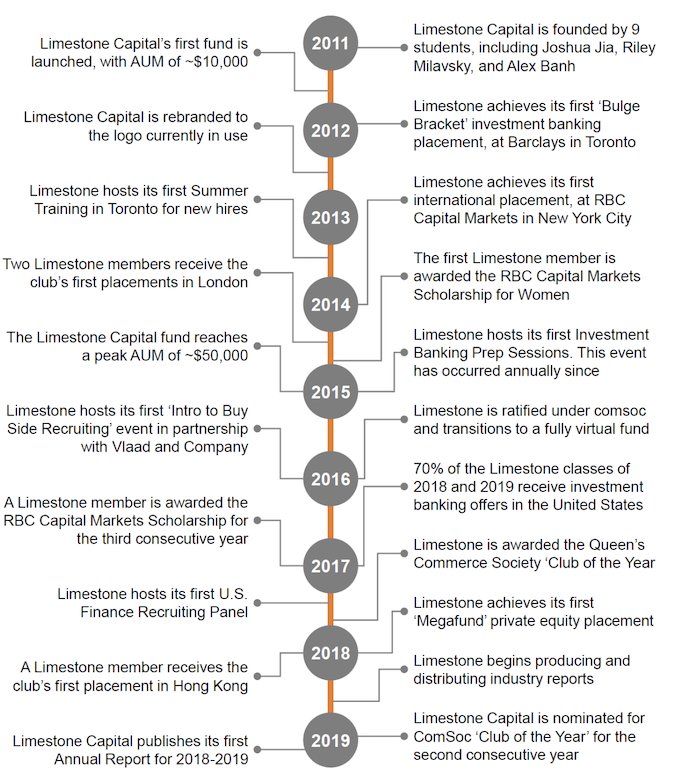 2011
Limestone Capital is founded by 9
students, including Joshua Jia, Riley
Milavsky, and Alex Banh
Limestone Capital’s first fund is
launched, with AUM of ~$10,000
2012
Limestone achieves its first ‘Bulge
Bracket’ investment banking
placement, at Barclays in Toronto
Limestone Capital is rebranded to
the logo currently in use
2013
Limestone hosts its first Summer
Training in Toronto for new hires
Limestone achieves its first
international placement, at RBC
Capital Markets in New York City
2014
Two Limestone members receive the
club’s first placements in London
The first Limestone member is
awarded the RBC Capital Markets
Scholarship for Women
2015
The Limestone Capital fund reaches
a peak AUM of ~$50,000
Limestone hosts its first Investment
Banking Prep Sessions. This event
has occurred annually since
2016
Limestone hosts its first ‘Intro to Buy
Side Recruiting’ event in partnership
with Vlaad and Company
Limestone is ratified under comsoc
and transitions to a fully virtual fund
2017
A Limestone member is awarded the
RBC Capital Markets Scholarship for
the third consecutive year
70% of the Limestone classes of
2018 and 2019 receive investment
banking offers in the United States
Limestone hosts its first U.S.
Finance Recruiting Panel
Limestone is awarded the Queen’s
Commerce Society ‘Club of the Year
2018
Limestone achieves its first
‘Megafund’ private equity placement
A Limestone member receives the
club’s first placement in Hong Kong
Limestone begins producing and
distributing industry reports
2019
Limestone Capital publishes its first
Annual Report for 2018-2019
Limestone Capital is nominated for
ComSoc ‘Club of the Year’ for the
second consecutive year